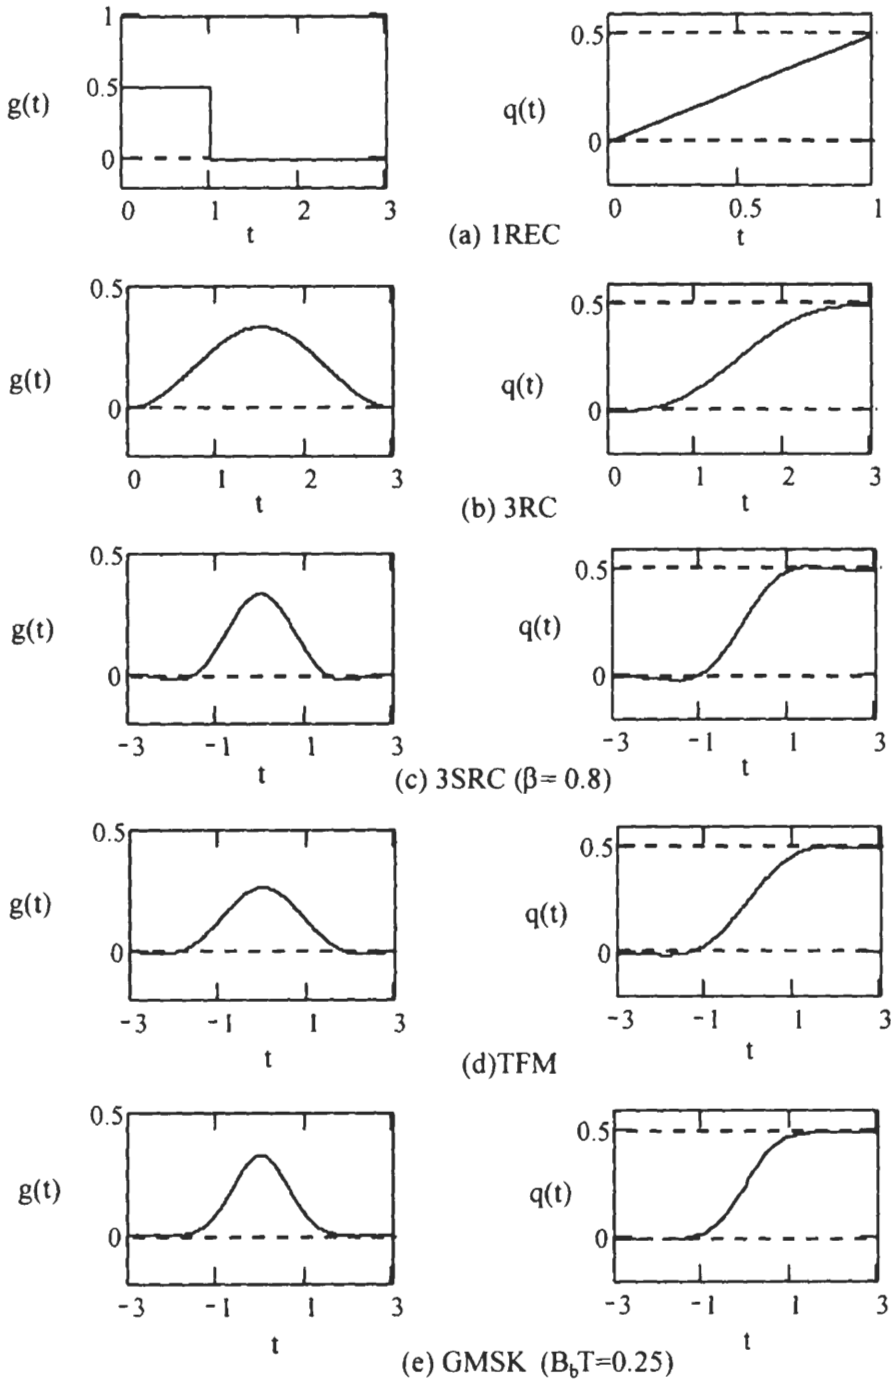 1
0.5
g(t)
0
0 1 2 3
t
0.5
q(t)
0
0 0.5 1
t
(a) 1REC
0.5
g(t)
0
0 1 2 3
t
0.5
q(t)
0
0 1 2 3
t
(b) 3RC
0.5
g(t)
0
-3 -1 1 3
t
0.5
q(t)
0
-3 -1 1 3
t
(c) 3SRC (β= 0.8)
0.5
g(t)
0
-3 -1 1 3
t
0.5
q(t)
0
-3 -1 1 3
t
(d)TFM
0.5
g(t)
0
-3 -1 1 3
t
0.5
q(t)
0
-3 -1 1 3
t
(e) GMSK (BbT=0.25)